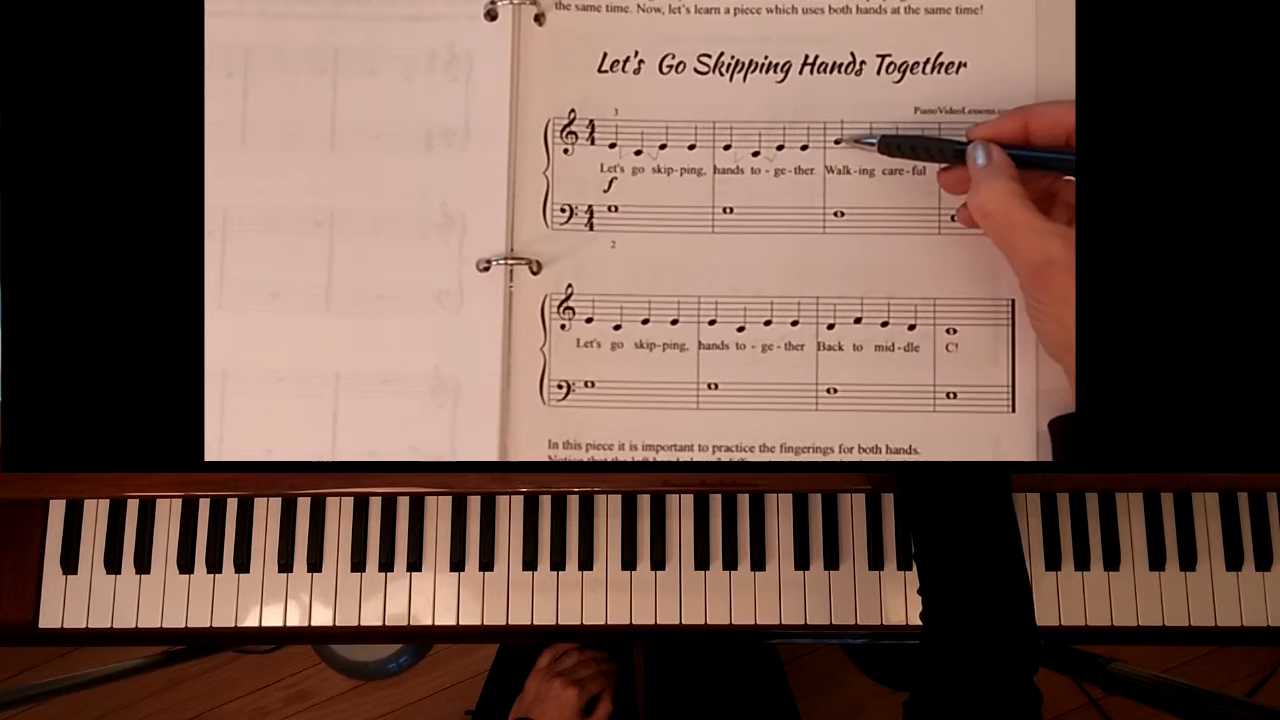 the same time. Now, let's learn a piece which uses both hands at the same time!
Let's Go Skipping Hands Together
PianoVideoLessons
3
Let's go skip-ping, hands to - ge - ther Walk-ing care-ful
f
2
Let's go skip-ping, hands to - ge - ther Back to mid-dle C!
In this piece it is important to practice the fingerings for both hands.